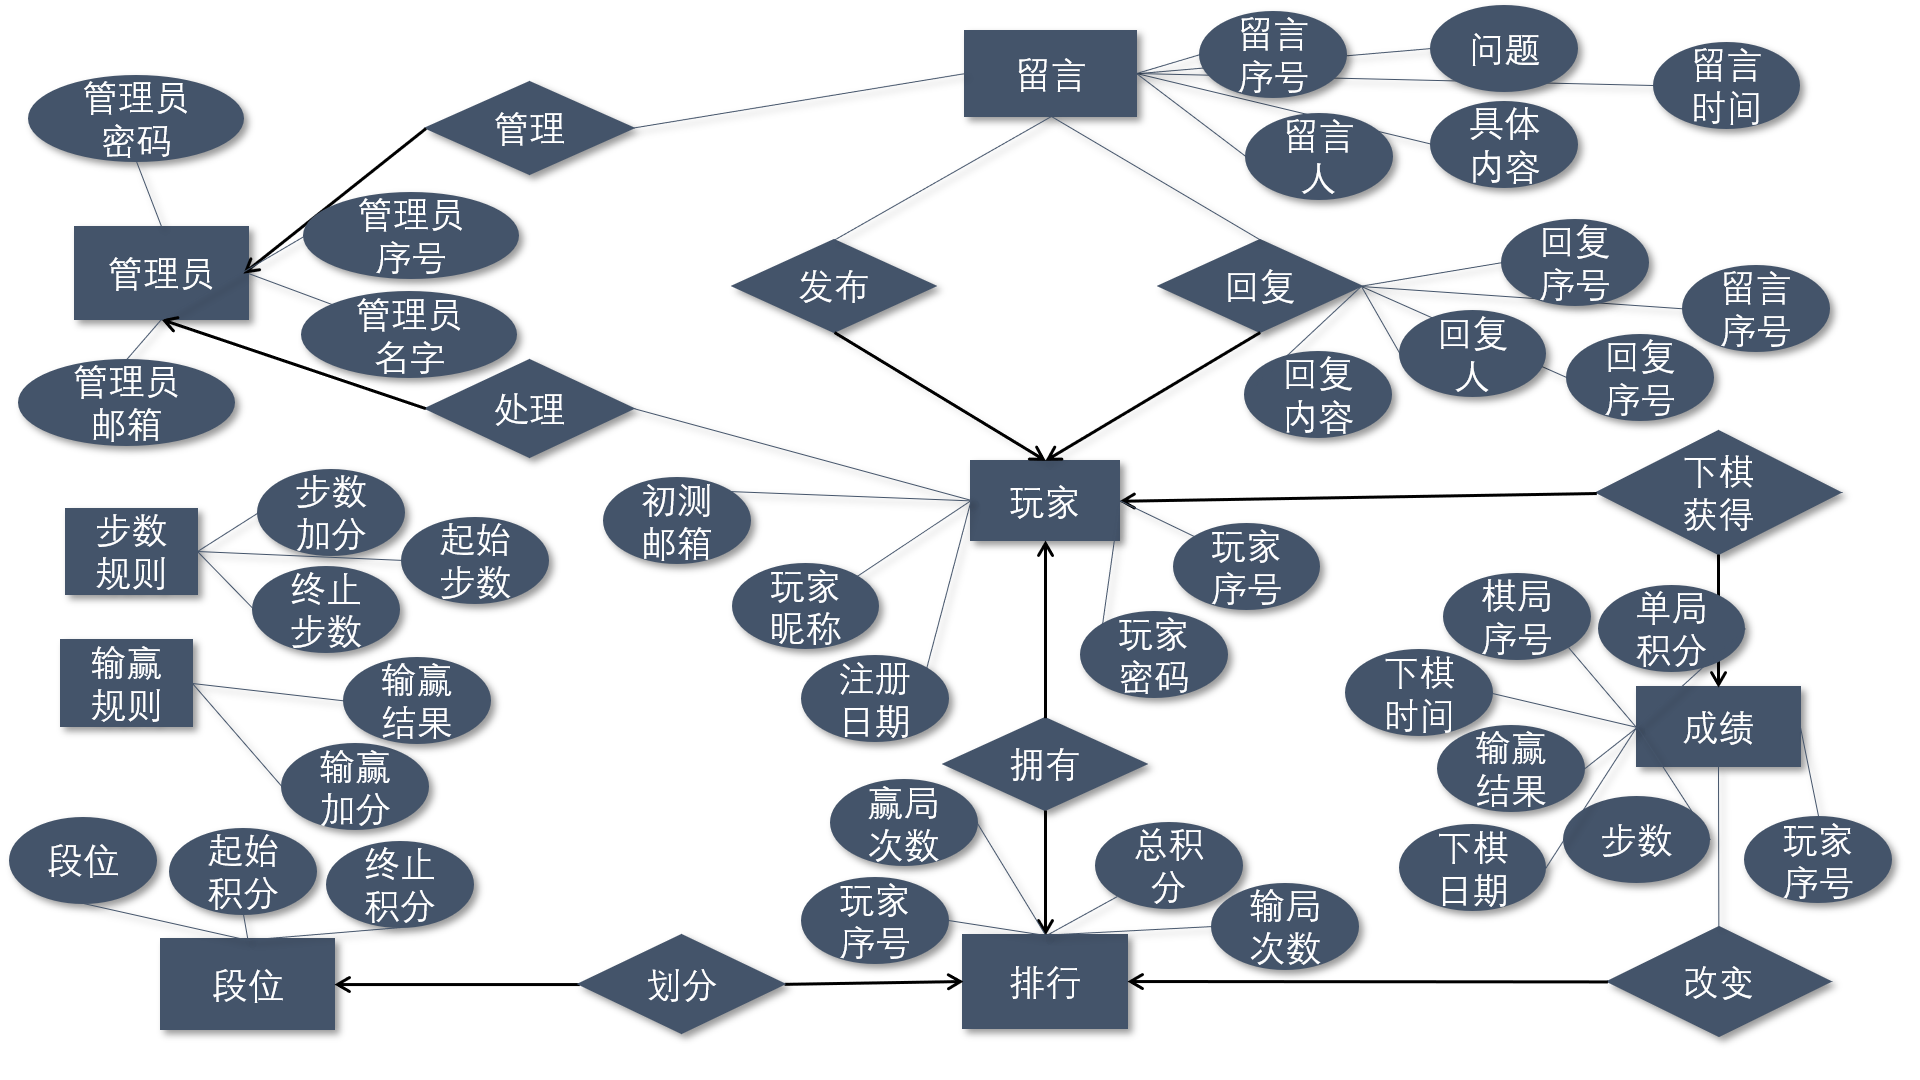 留言
序号
问题
留言
时间
留言
管理员
密码
管理
具体
内容
留言
人
管理员
序号
管理员
发布
回复
回复
序号
留言
序号
管理员
名字
回复
人
回复
序号
回复
内容
管理员
邮箱
处理
下棋
获得
步数
加分
初测
邮箱
玩家
步数
规则
起始
步数
玩家
序号
终止
步数
玩家
昵称
棋局
序号
单局
积分
玩家
密码
输赢
规则
输赢
结果
注册
日期
下棋
时间
成绩
输赢
加分
拥有
输赢
结果
赢局
次数
总积
分
下棋
日期
步数
玩家
序号
段位
起始
积分
终止
积分
玩家
序号
输局
次数
段位
划分
排行
改变